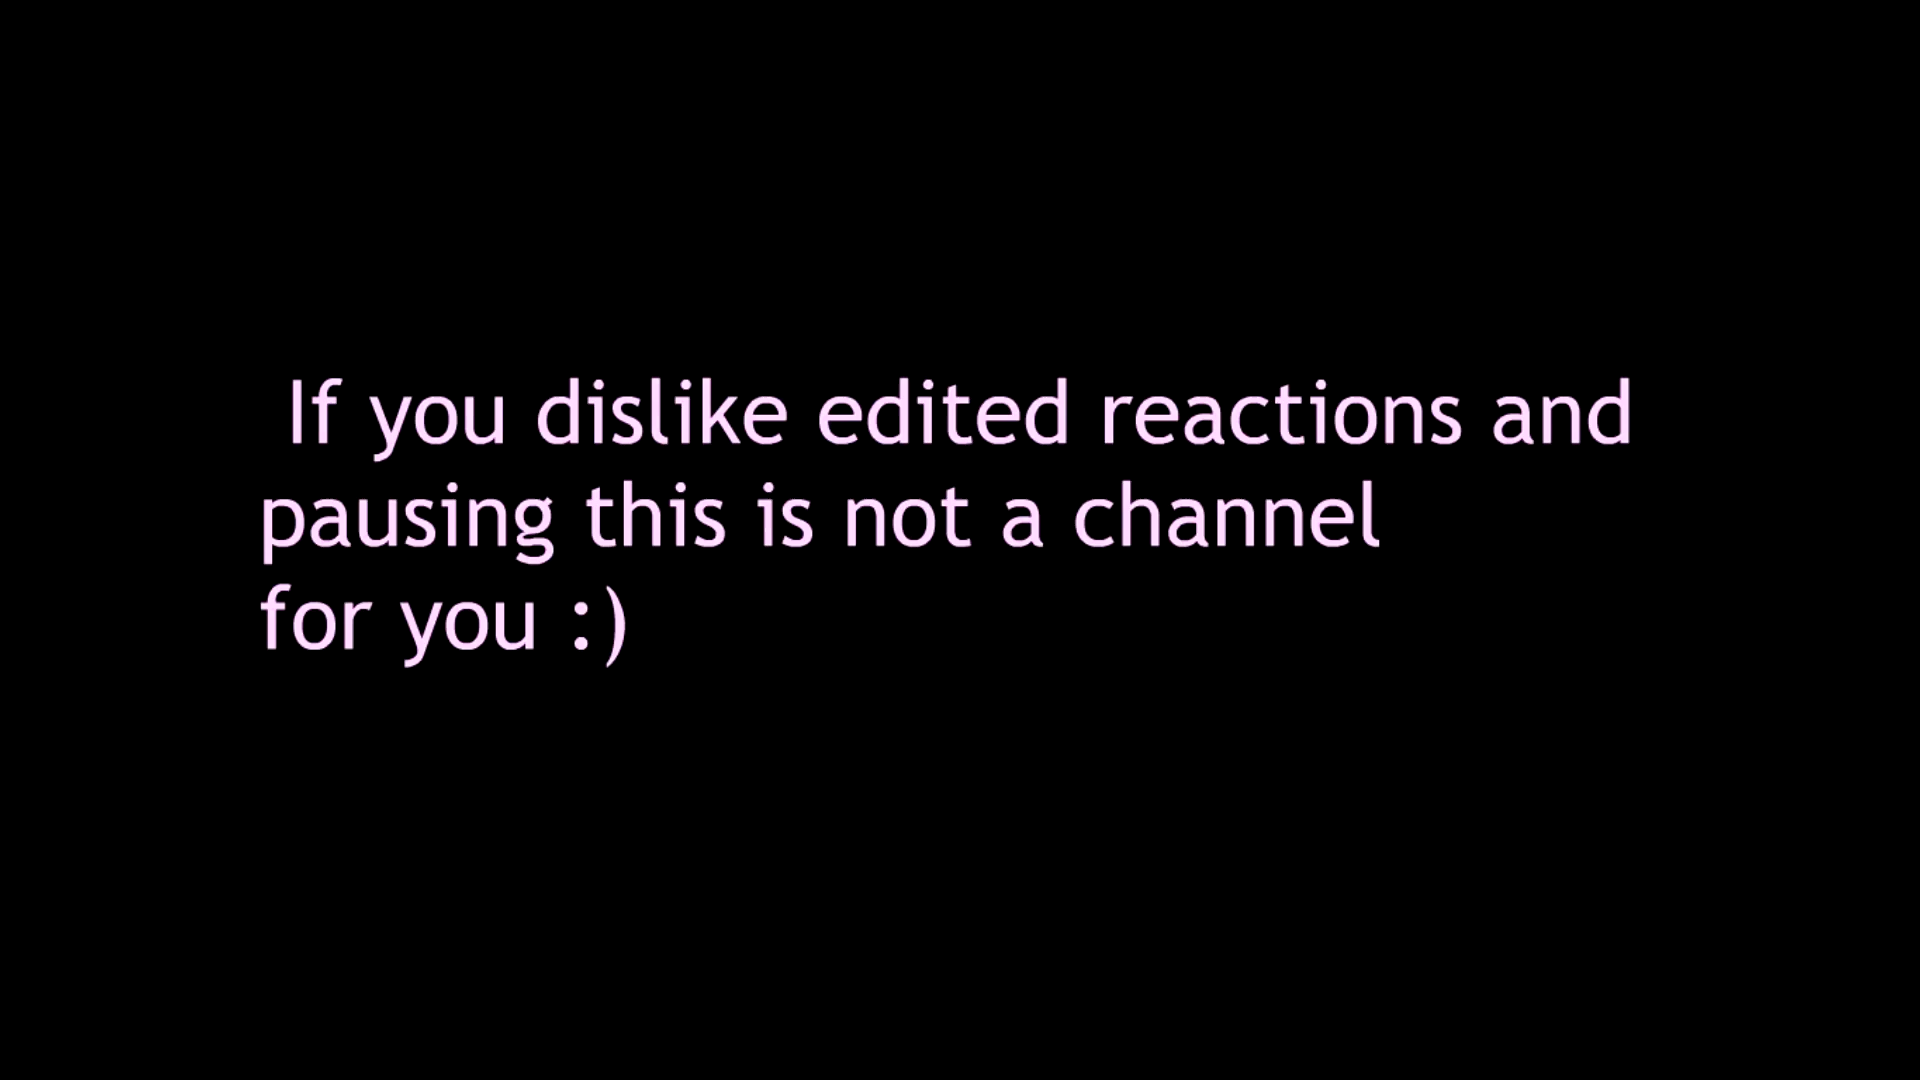 If you dislike edited reactions and
pausing this is not a channel
for you :)